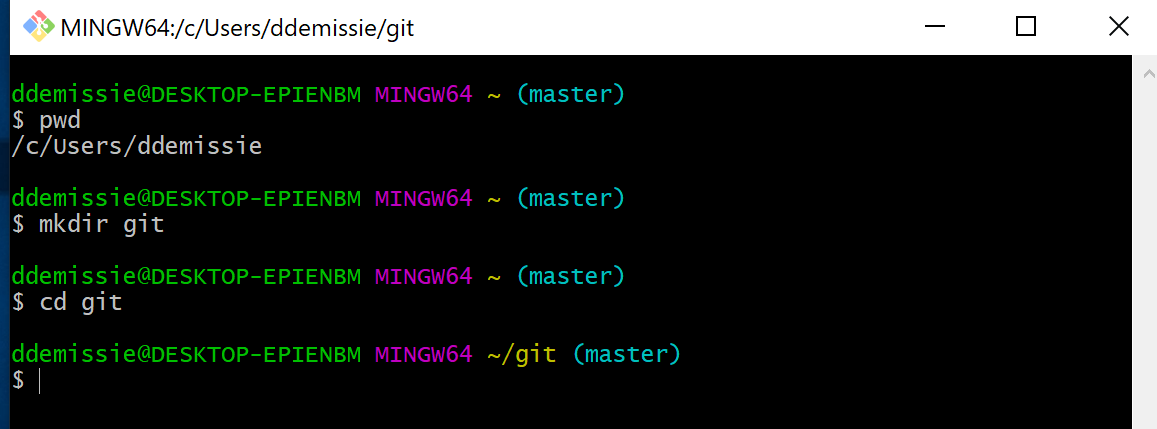 MINGW64:/c/Users/ddemissie/git
ddemissie@DESKTOP-EPIENBM MINGW64 ~ (master)
$ pwd
/c/Users/ddemissie
ddemissie@DESKTOP-EPIENBM MINGW64 ~ (master)
$ mkdir git
ddemissie@DESKTOP-EPIENBM MINGW64 ~ (master)
$ cd git
ddemissie@DESKTOP-EPIENBM MINGW64 ~/git (master)
$